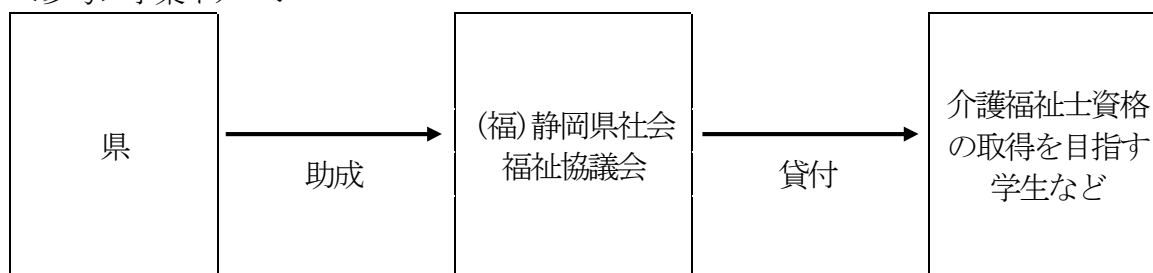 県
助成
(福)静岡県社会
福祉協議会
貸付
介護福祉士資格
の取得を目指す
学生など